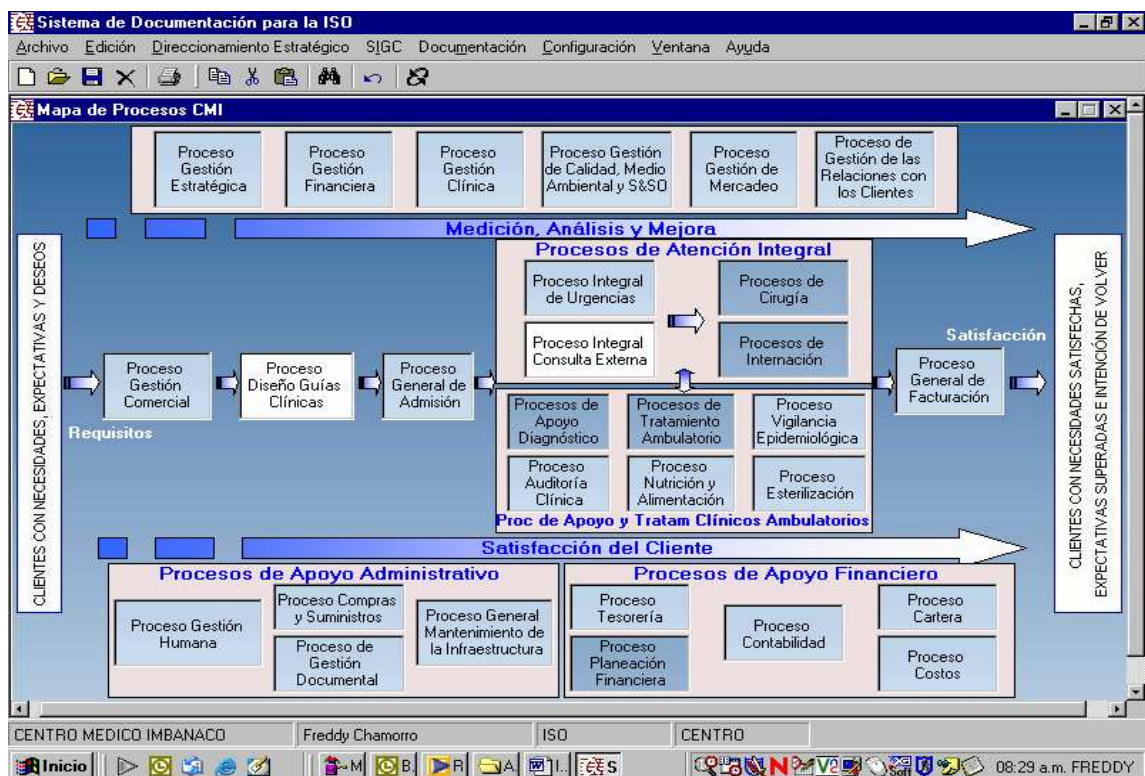 Sistema de Documentación para la ISO
Archivo Edición Direccionamiento Estratégico SIGC Documentación Configuración Ventana Ayuda
Mapa de Procesos CMI
Proceso
Gestión
Estratégica
Proceso
Gestión
Financiera
Proceso
Gestión
Clínica
Proceso Gestión
de Calidad, Medio
Ambiental y S&SO
Proceso
Gestión de
Mercadeo
Proceso de
Gestión de las
Relaciones con
los Clientes
Medición, Análisis y Mejora
CLIENTES CON NECESIDADES, EXPECTATIVAS Y DESEOS
Requisitos
Proceso
Gestión
Comercial
Proceso
Diseño Guías
Clínicas
Proceso
General de
Admisión
Procesos de Atención Integral
Proceso Integral
de Urgencias
Procesos de
Cirugía
Proceso Integral
Consulta Externa
Procesos de
Internación
Procesos de
Apoyo
Diagnóstico
Procesos de
Tratamiento
Ambulatorio
Proceso
Vigilancia
Epidemiológica
Proceso
Auditoría
Clínica
Proceso
Nutrición y
Alimentación
Proceso
Esterilización
Proc de Apoyo y Tratam Clínicos Ambulatorios
Proceso
General de
Facturación
Satisfacción
CLIENTES CON NECESIDADES SATISFECHAS,
EXPECTATIVAS SUPERADAS E INTENCIÓN DE VOLVER
Satisfacción del Cliente
Procesos de Apoyo Administrativo
Proceso Gestión
Humana
Proceso Compras
y Suministros
Proceso de
Gestión
Documental
Proceso General
Mantenimiento de
la Infraestructura
Procesos de Apoyo Financiero
Proceso
Tesorería
Proceso
Planeación
Financiera
Proceso
Contabilidad
Proceso
Cartera
Proceso
Costos
CENTRO MEDICO IMBANACO Freddy Chamorro ISO CENTRO
Inicio M B. R A. I.. S 08:29 a.m. FREDDY